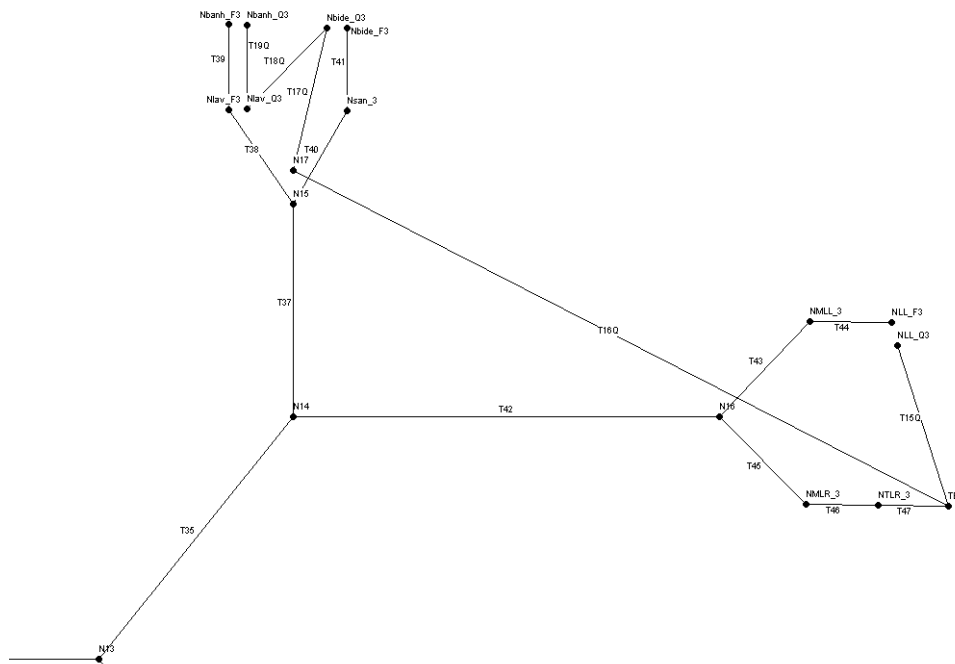 Nbanh_F3
Nbanh_Q3
Nbide_Q3
Nbide_F3
T39
T19Q
T18Q
T41
T17Q
Nlav_F3
Nlav_Q3
Nsan_3
T38
T40
N17
N15
T37
T16Q
NMLL_3
NLL_F3
T44
NLL_Q3
T43
N14
T42
N16
T15Q
T45
NMLR_3
NTLR_3
T46
T47
T35
N13